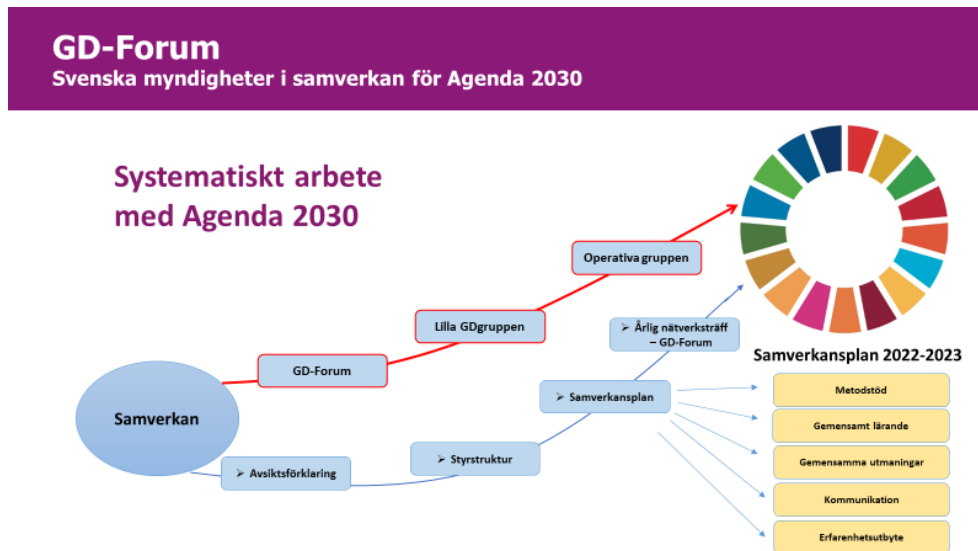 GD-Forum
Svenska myndigheter i samverkan för Agenda 2030
Systematiskt arbete
med Agenda 2030
Operativa gruppen
Lilla GDgruppen
GD-Forum
Samverkan
➢ Avsiktsförklaring
➢ Styrstruktur
➢ Samverkansplan
➢ Årlig nätverksträff
– GD-Forum
Samverkansplan 2022-2023
Metodstöd
Gemensamt lärande
Gemensamma utmaningar
Kommunikation
Erfarenhetsutbyte